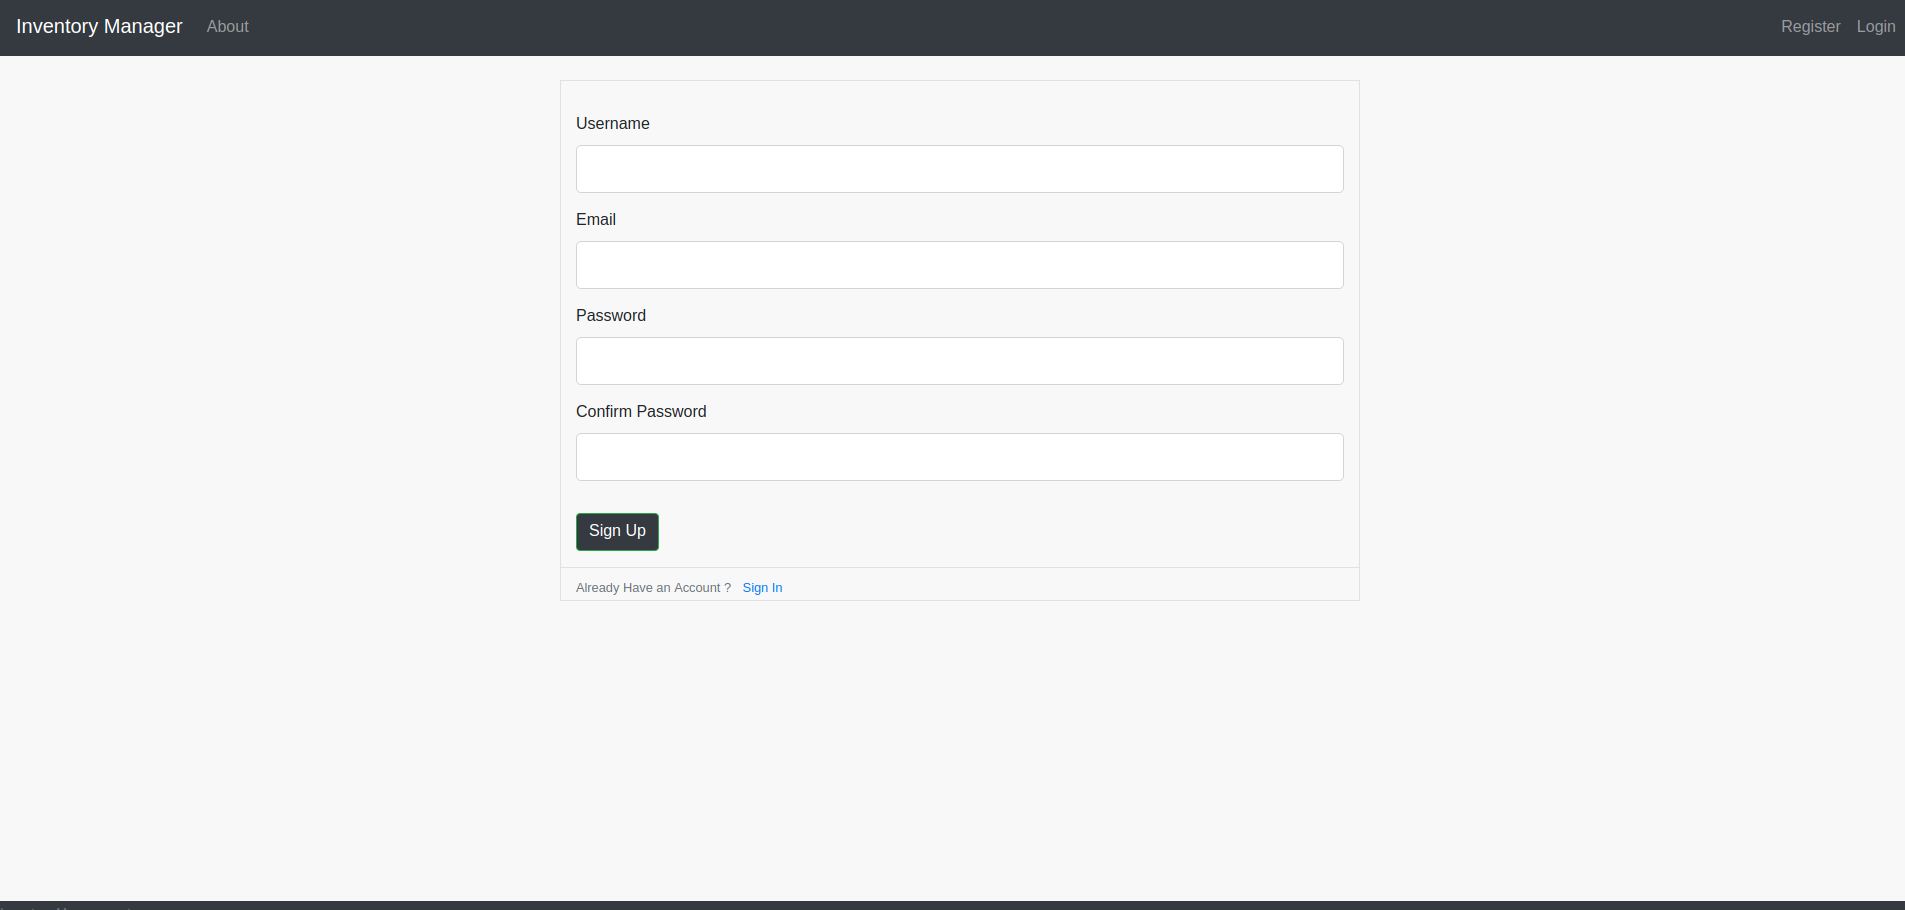 Inventory Manager About Register Login
Username
Email
Password
Confirm Password
Sign Up
Already Have an Account ? Sign In